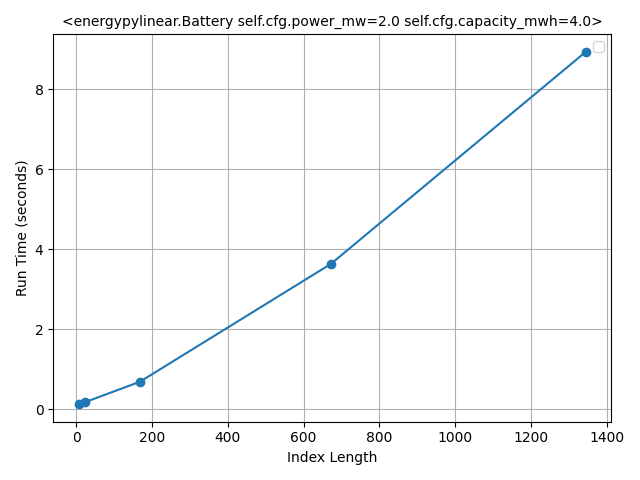 <energypylinear.Battery self.cfg.power_mw=2.0 self.cfg.capacity_mwh=4.0>
8
6
4
2
0
Run Time (seconds)
0 200 400 600 800 1000 1200 1400
Index Length